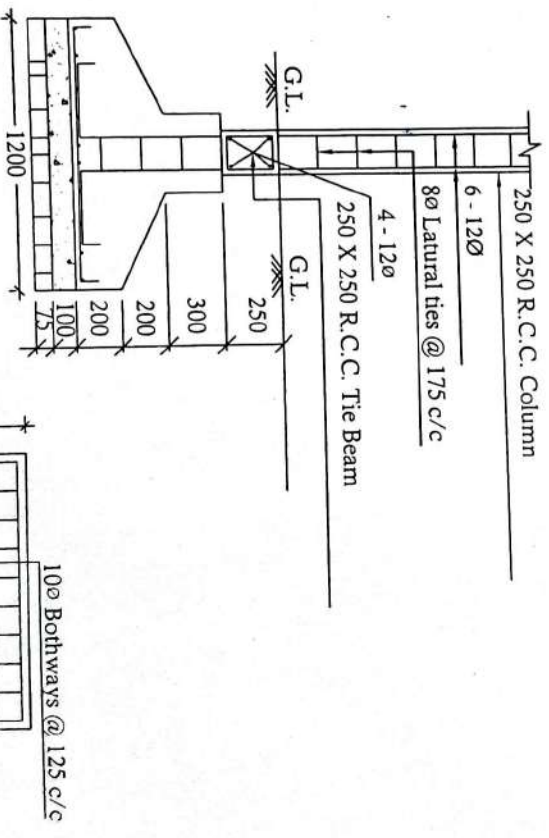 250 X 250 R.C.C. Column
6 - 12Ø
8ø Latural ties @ 175 c/c
4 - 12ø
250 X 250 R.C.C. Tie Beam
G.L.
G.L.
250
300
200
200
100
75
1200
10ø Bothways @ 125 c/c